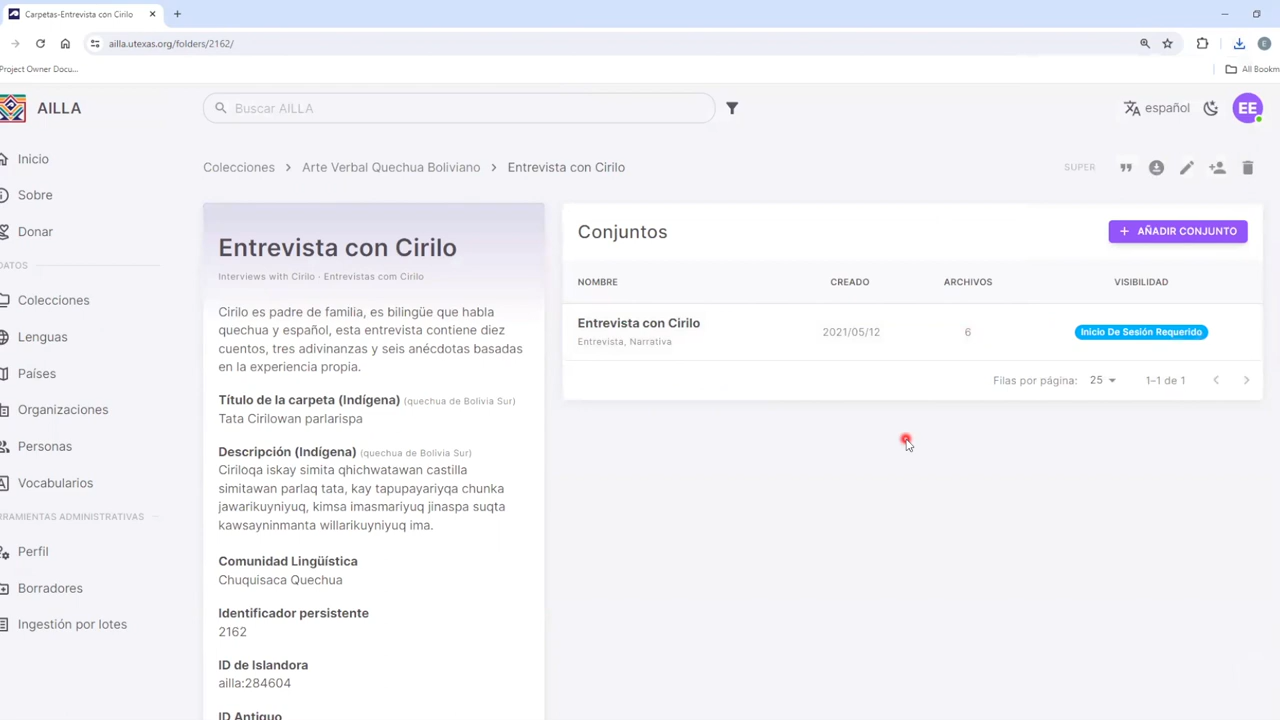 Carpetas-Entrevista con Cirilo
ailla.utexas.org/folders/2162/
Project Owner Docu...
All Bookm
AILLA
Buscar AILLA
español
EE
Inicio
Sobre
Donar
DATOS
Colecciones
Lenguas
Países
Organizaciones
Personas
Vocabularios
RRAMIENTAS ADMINISTRATIVAS
Perfil
Borradores
Ingestión por lotes
Colecciones > Arte Verbal Quechua Boliviano > Entrevista con Cirilo
SUPER
Entrevista con Cirilo
Interviews with Cirilo · Entrevistas com Cirilo
Cirilo es padre de familia, es bilingüe que habla
quechua y español, esta entrevista contiene diez
cuentos, tres adivinanzas y seis anécdotas basadas
en la experiencia propia.
Título de la carpeta (Indígena) (quechua de Bolivia Sur)
Tata Cirilowan parlarispa
Descripción (Indígena) (quechua de Bolivia Sur)
Ciriloqa iskay simita qhichwatawan castilla
simitawan parlaq tata, kay tapupayariyqa chunka
jawarikuyniyuq, kimsa imasmariyuq jinaspa suqta
kawsayninmanta willarikuyniyuq ima.
Comunidad Lingüística
Chuquisaca Quechua
Identificador persistente
2162
ID de Islandora
ailla:284604
ID Antiguo
Conjuntos
+ AÑADIR CONJUNTO
NOMBRE CREADO ARCHIVOS VISIBILIDAD
Entrevista con Cirilo 2021/05/12 6 Inicio De Sesión Requerido
Entrevista, Narrativa
Filas por página: 25 1–1 de 1